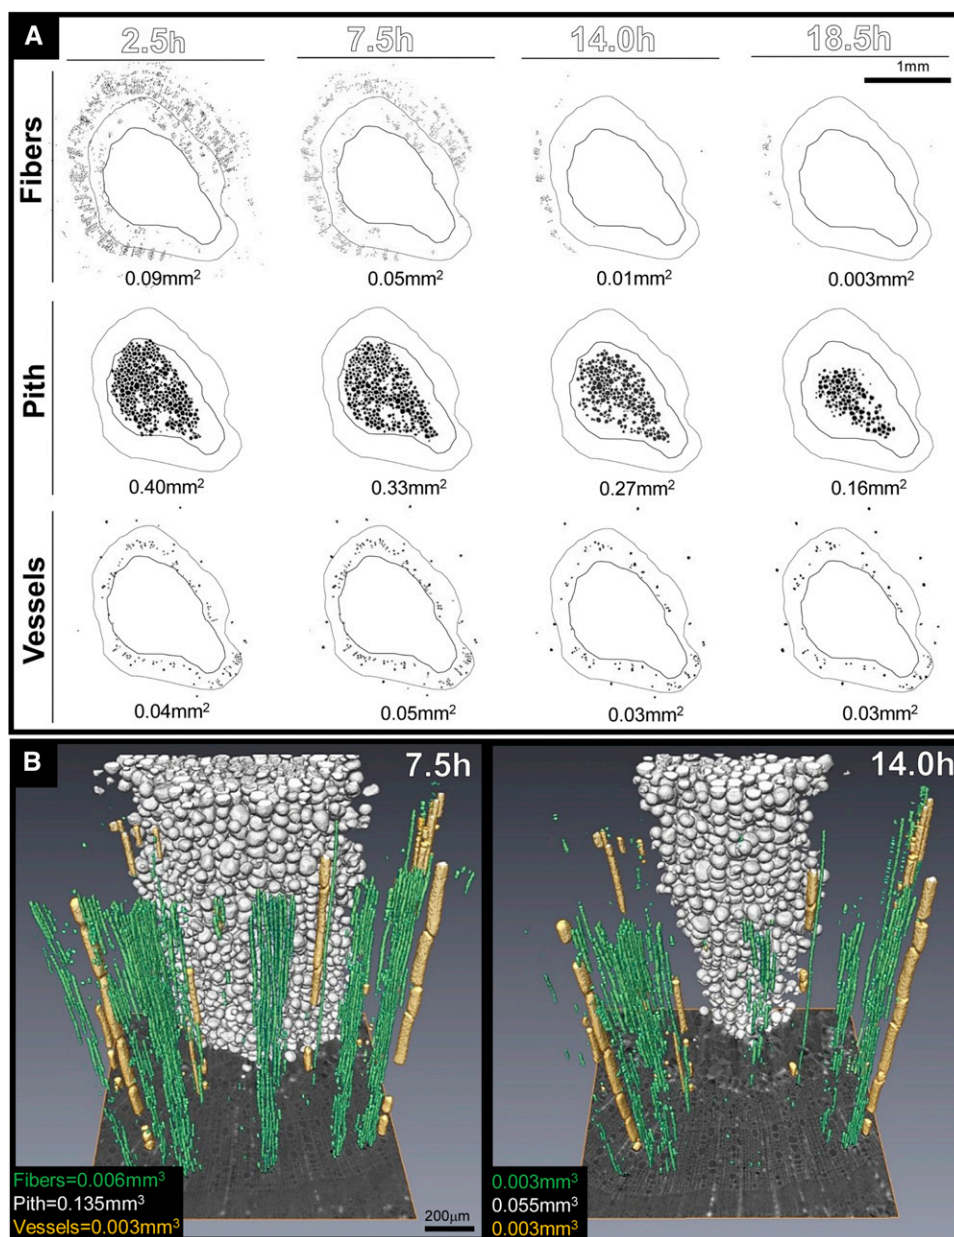 A
2.5h 7.5h 14.0h 18.5h
1mm
Fibers
0.09mm² 0.05mm² 0.01mm² 0.003mm²
Pith
0.40mm² 0.33mm² 0.27mm² 0.16mm²
Vessels
0.04mm² 0.05mm² 0.03mm² 0.03mm²
B
7.5h
Fibers=0.006mm³
Pith=0.135mm³
Vessels=0.003mm³
200µm
14.0h
0.003mm³
0.055mm³
0.003mm³